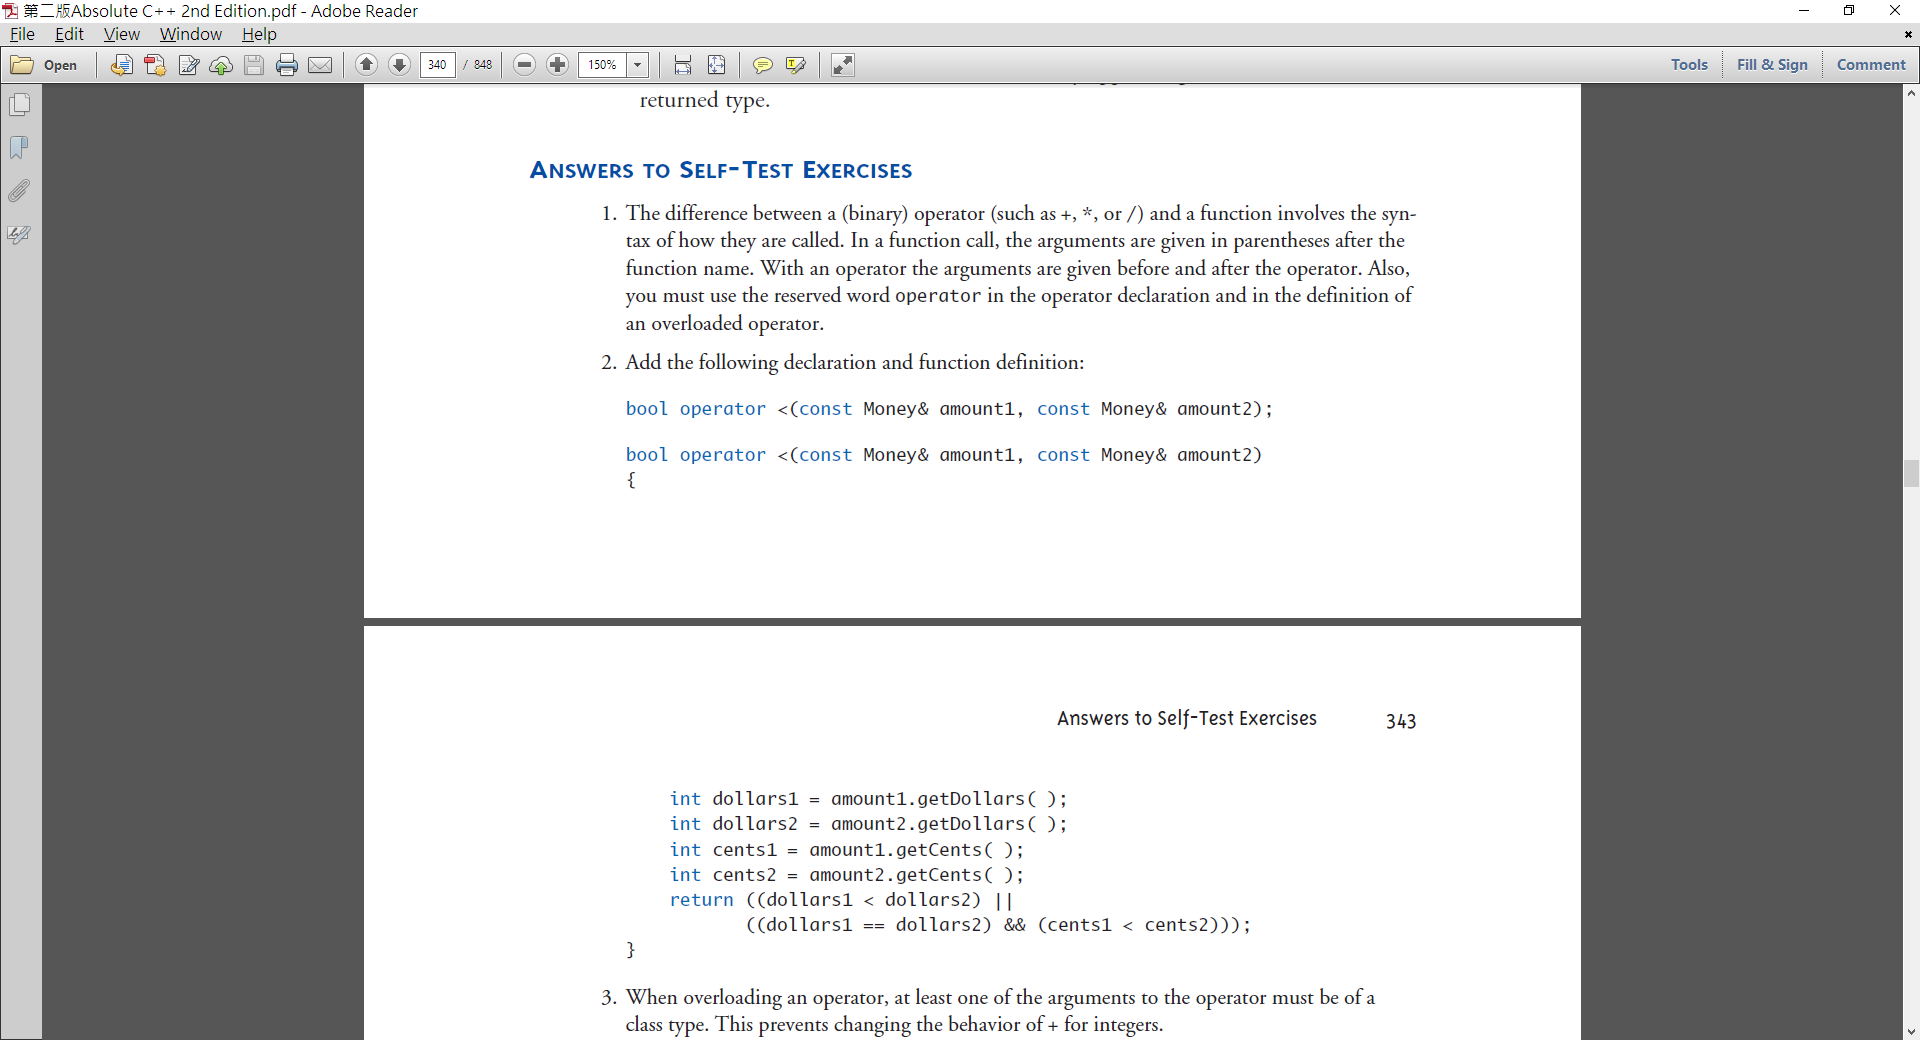 第二版Absolute C++ 2nd Edition.pdf - Adobe Reader
File Edit View Window Help
Open 340 / 848 150% Tools Fill & Sign Comment
returned type.
ANSWERS TO SELF-TEST EXERCISES
1. The difference between a (binary) operator (such as +, *, or /) and a function involves the syn-
tax of how they are called. In a function call, the arguments are given in parentheses after the
function name. With an operator the arguments are given before and after the operator. Also,
you must use the reserved word operator in the operator declaration and in the definition of
an overloaded operator.
2. Add the following declaration and function definition:
bool operator <(const Money& amount1, const Money& amount2);
bool operator <(const Money& amount1, const Money& amount2)
{
Answers to Self-Test Exercises 343
int dollars1 = amount1.getDollars( );
int dollars2 = amount2.getDollars( );
int cents1 = amount1.getCents( );
int cents2 = amount2.getCents( );
return ((dollars1 < dollars2) ||
((dollars1 == dollars2) && (cents1 < cents2)));
}
3. When overloading an operator, at least one of the arguments to the operator must be of a
class type. This prevents changing the behavior of + for integers.